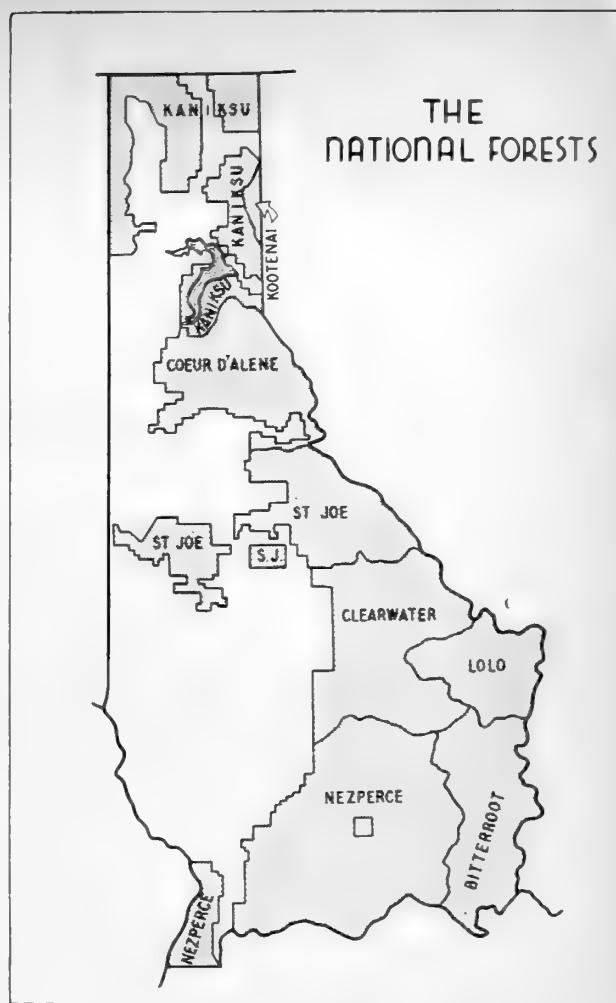 THE
NATIONAL FORESTS
KANIKSU
KANIKSU
KOOTENAI
KANIKSU
COEUR D'ALENE
ST JOE
ST JOE
S.J.
CLEARWATER
LOLO
NEZPERCE
BITTERROOT
NEZPERCE